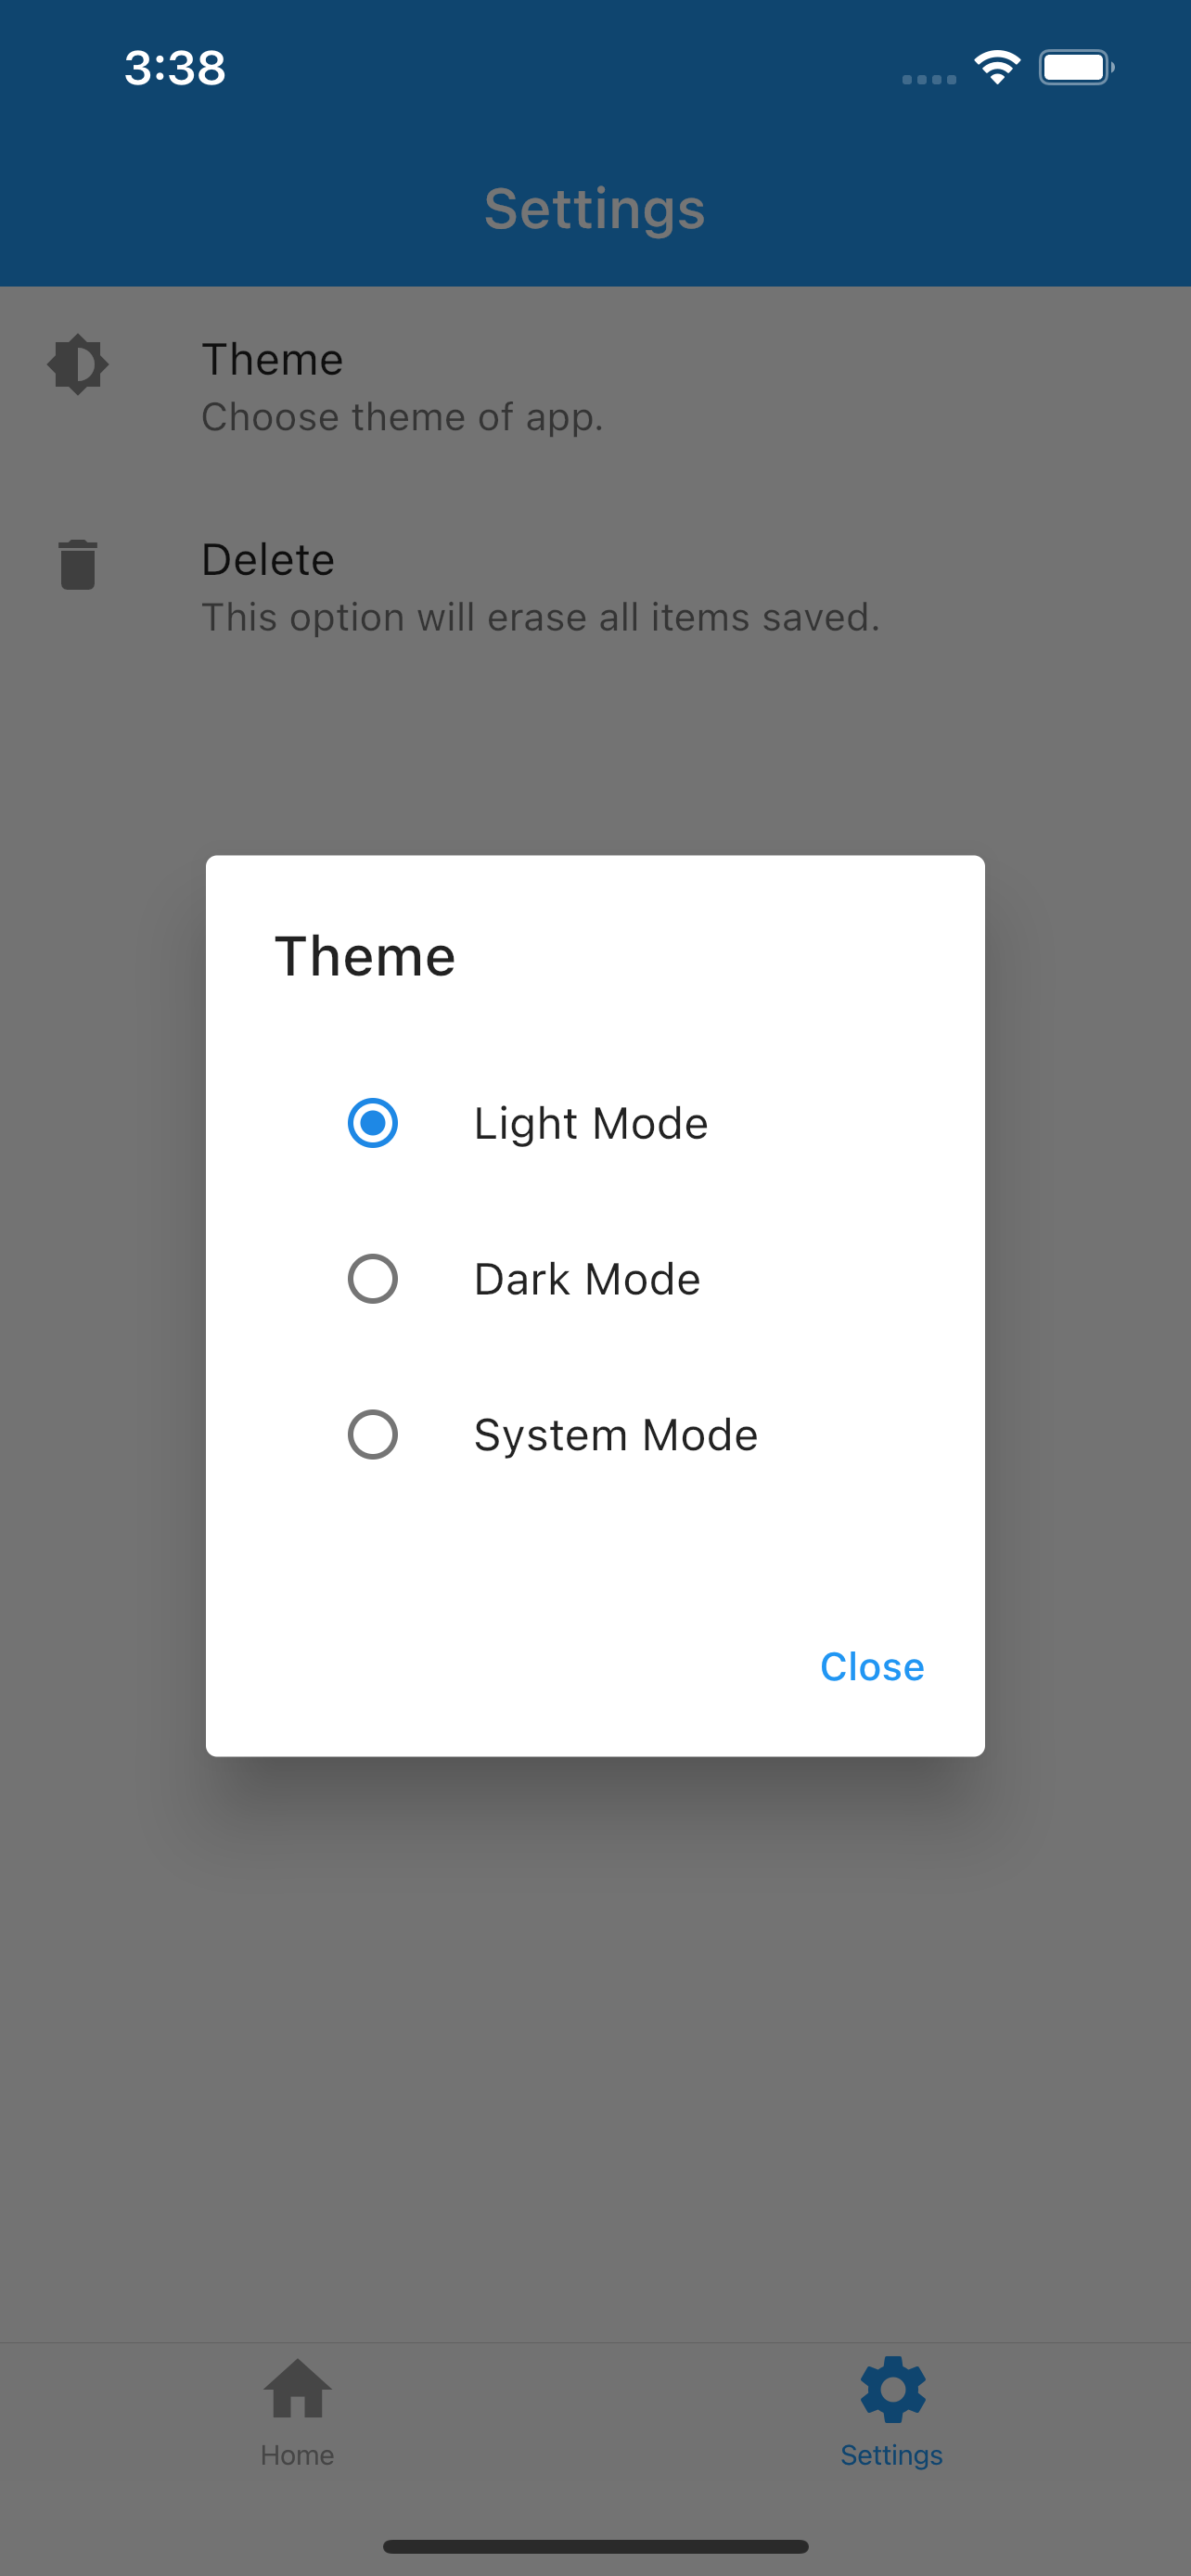 3:38
Settings
Theme
Choose theme of app.
Delete
This option will erase all items saved.
Theme
Light Mode
Dark Mode
System Mode
Close
Home
Settings